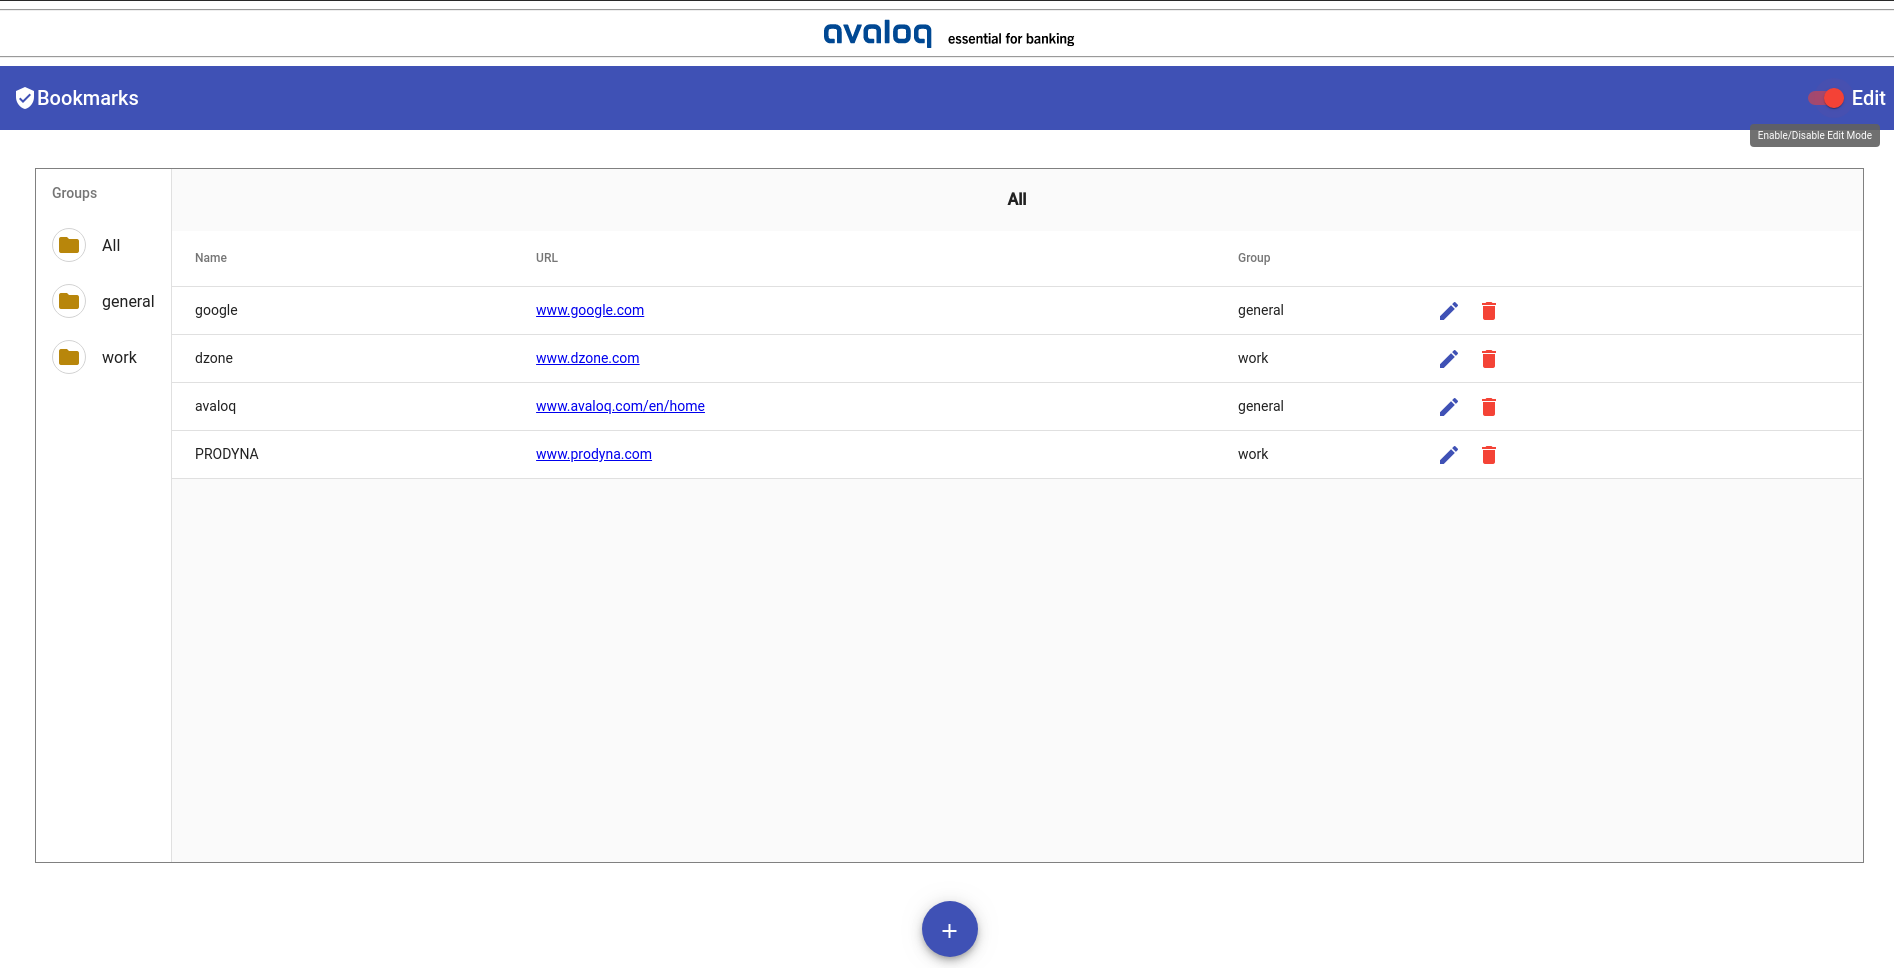 avaloq essential for banking
Bookmarks Edit
Enable/Disable Edit Mode
Groups
All
general
work
All
Name URL Group
google www.google.com general
dzone www.dzone.com work
avaloq www.avaloq.com/en/home general
PRODYNA www.prodyna.com work
+